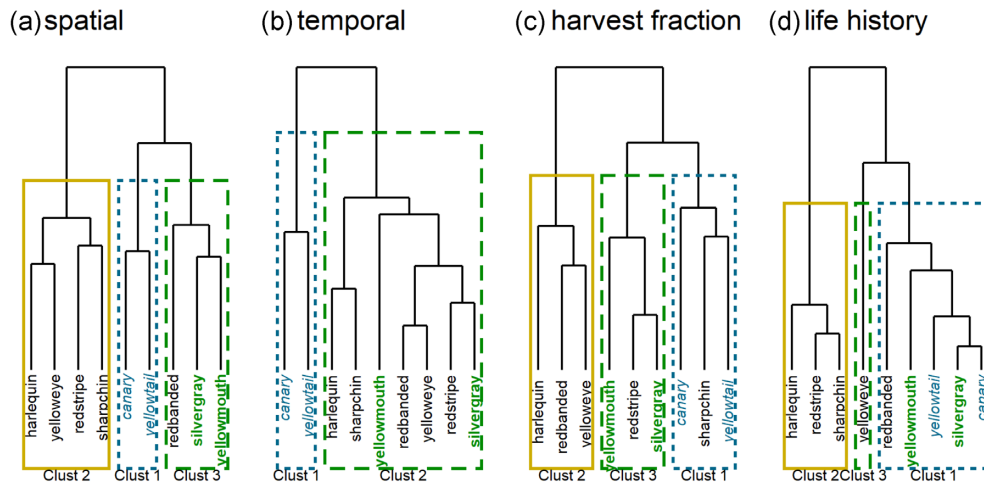 (a) spatial
(b) temporal
(c) harvest fraction
(d) life history
harlequin
yelloweye
redstripe
sharpchin
canary
yellowtail
redbanded
silvergray
yellowmouth
Clust 2
Clust 1
Clust 3
canary
yellowtail
harlequin
sharpchin
yellowmouth
redbanded
yelloweye
redstripe
silvergray
Clust 1
Clust 2
harlequin
redbanded
yelloweye
yellowmouth
redstripe
silvergray
canary
sharpchin
yellowtail
Clust 2
Clust 3
Clust 1
harlequin
redstripe
sharpchin
yelloweye
redbanded
yellowmouth
yellowtail
silvergray
canary
Clust 2
Clust 3
Clust 1